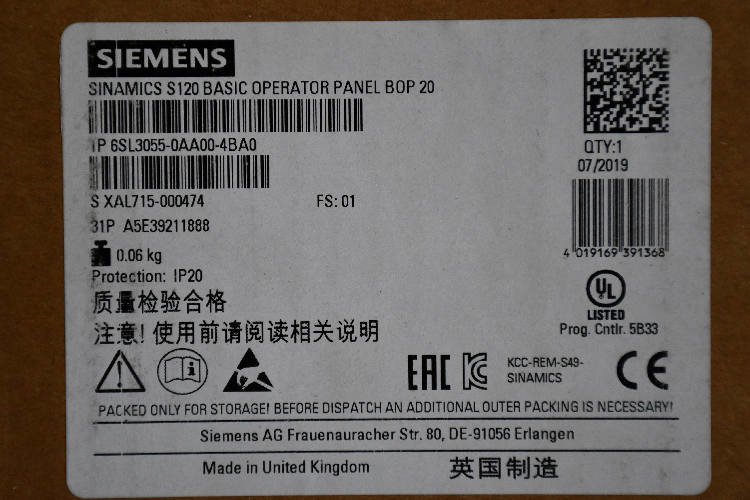 SIEMENS
SINAMICS S120 BASIC OPERATOR PANEL BOP 20
1P 6SL3055-0AA00-4BA0
QTY:1
07/2019
S XAL715-000474 FS: 01
31P A5E39211888
4 019169 391368
0.06 kg
Protection: IP20
质量检验合格
UL
LISTED
Prog. Cntlr. 5B33
注意! 使用前请阅读相关说明
EAC
KCC-REM-S49-
SINAMICS
CE
PACKED ONLY FOR STORAGE! BEFORE DISPATCH AN ADDITIONAL OUTER PACKING IS NECESSARY!
Siemens AG Frauenauracher Str. 80, DE-91056 Erlangen
Made in United Kingdom 英国制造